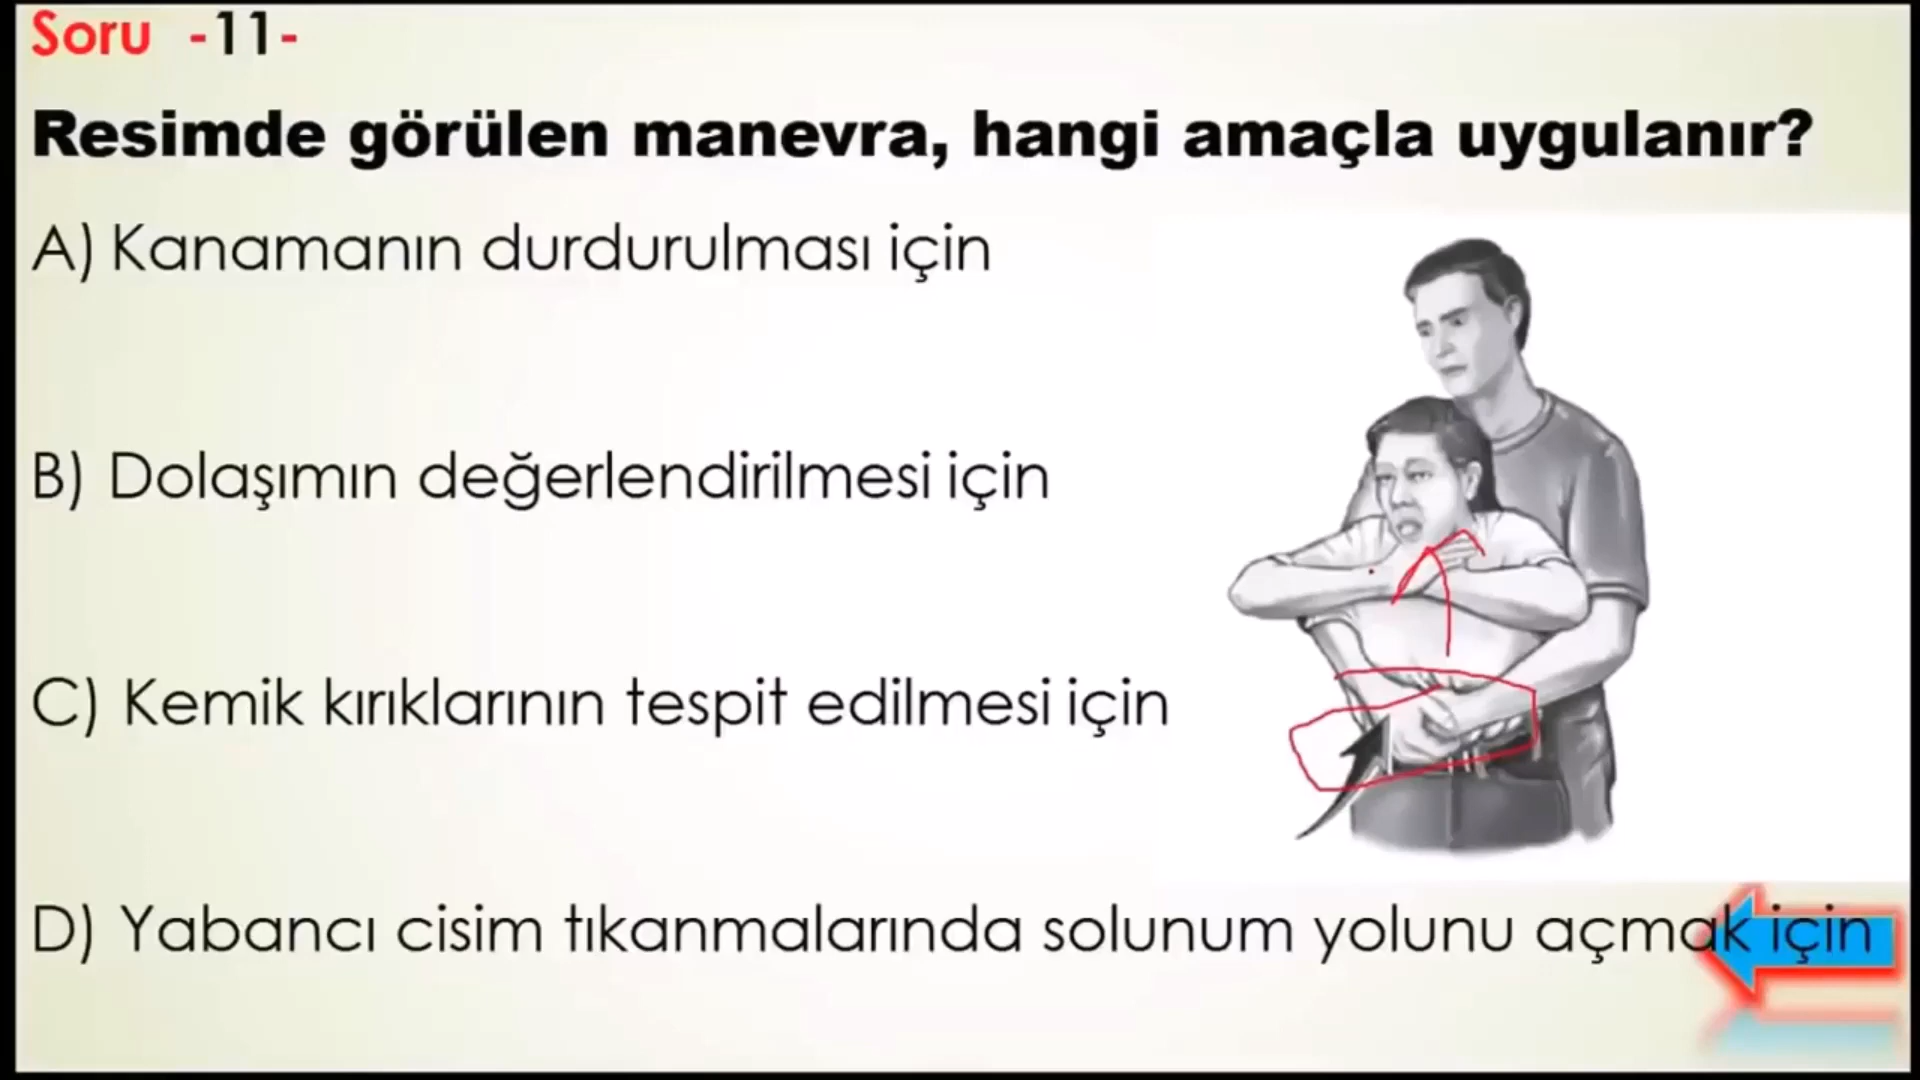 Soru -11-
Resimde görülen manevra, hangi amaçla uygulanır?
A) Kanamanın durdurulması için
B) Dolaşımın değerlendirilmesi için
C) Kemik kırıklarının tespit edilmesi için
D) Yabancı cisim tıkanmalarında solunum yolunu açmak için